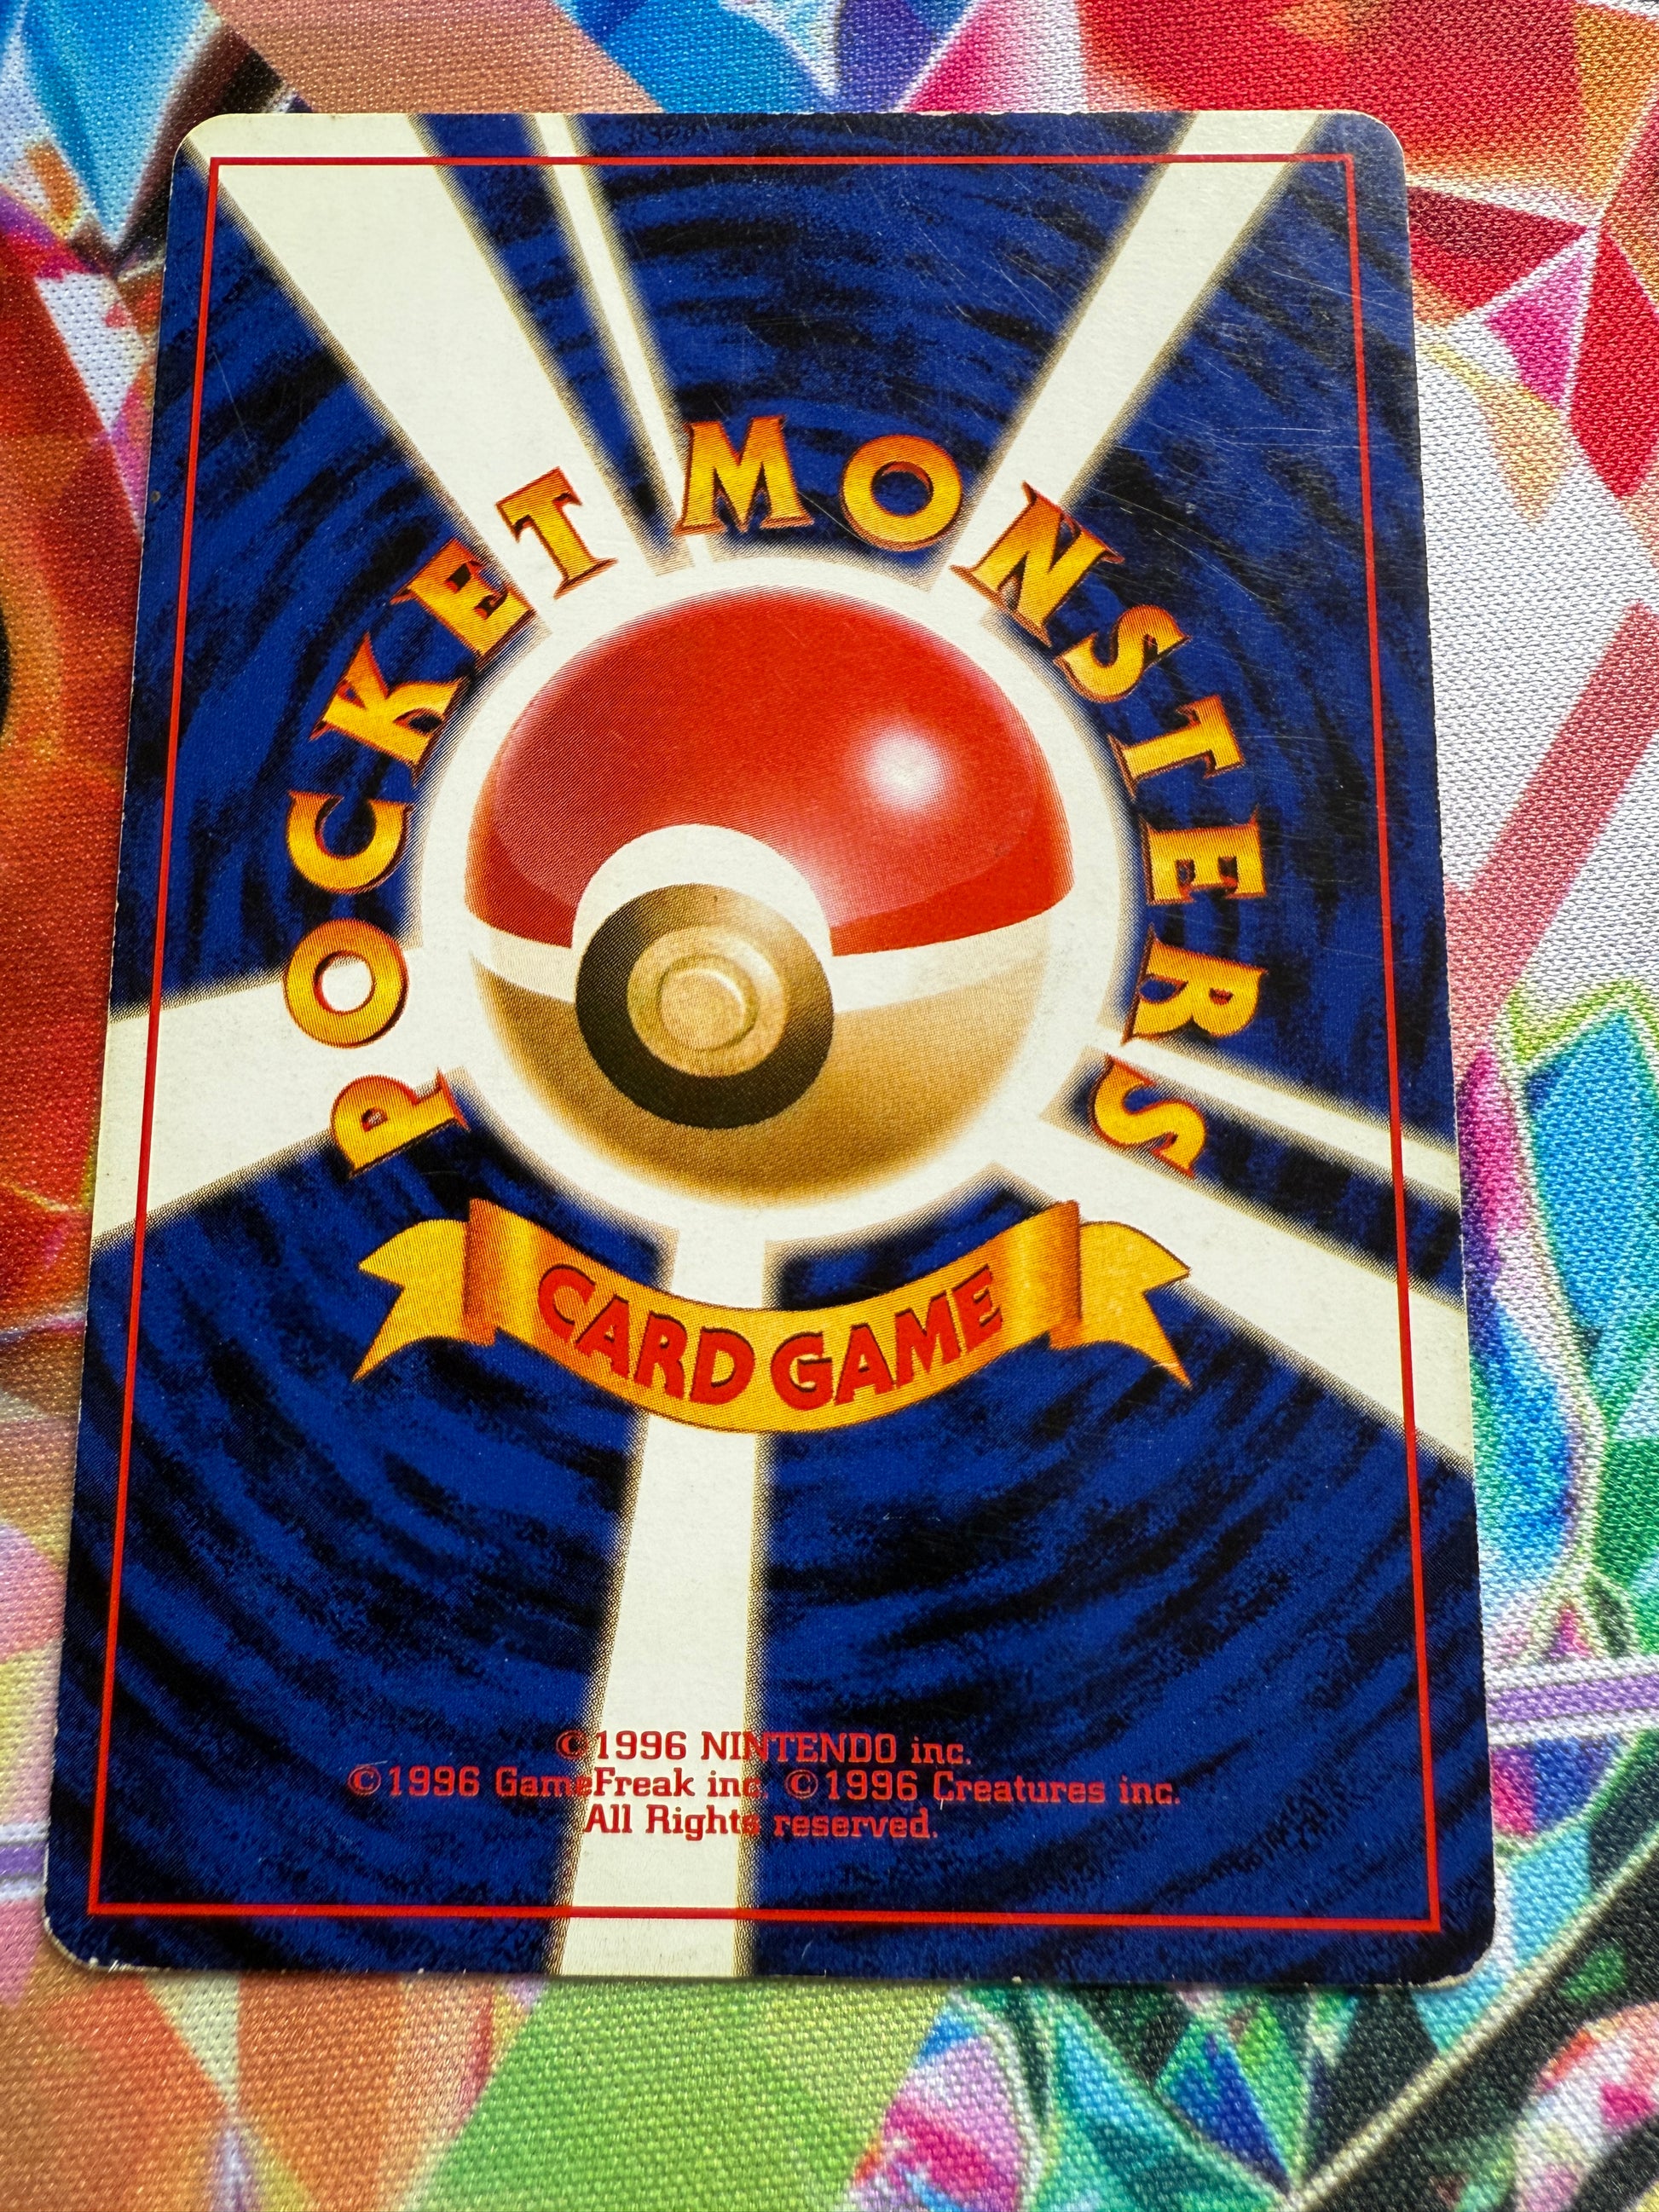 POCKET MONSTERS
CARD GAME
©1996 NINTENDO inc.
©1996 GameFreak inc. ©1996 Creatures inc.
All Rights reserved.